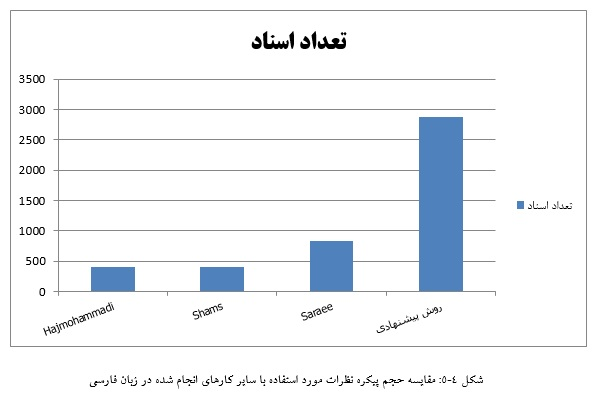 تعداد اسناد
3500
3000
2500
2000
1500
1000
500
0
Hajmohammadi
Shams
Saraee
روش پیشنهادی
تعداد اسناد
شکل ٤-٥: مقایسه حجم پیکره نظرات مورد استفاده با سایر کارهای انجام شده در زبان فارسی